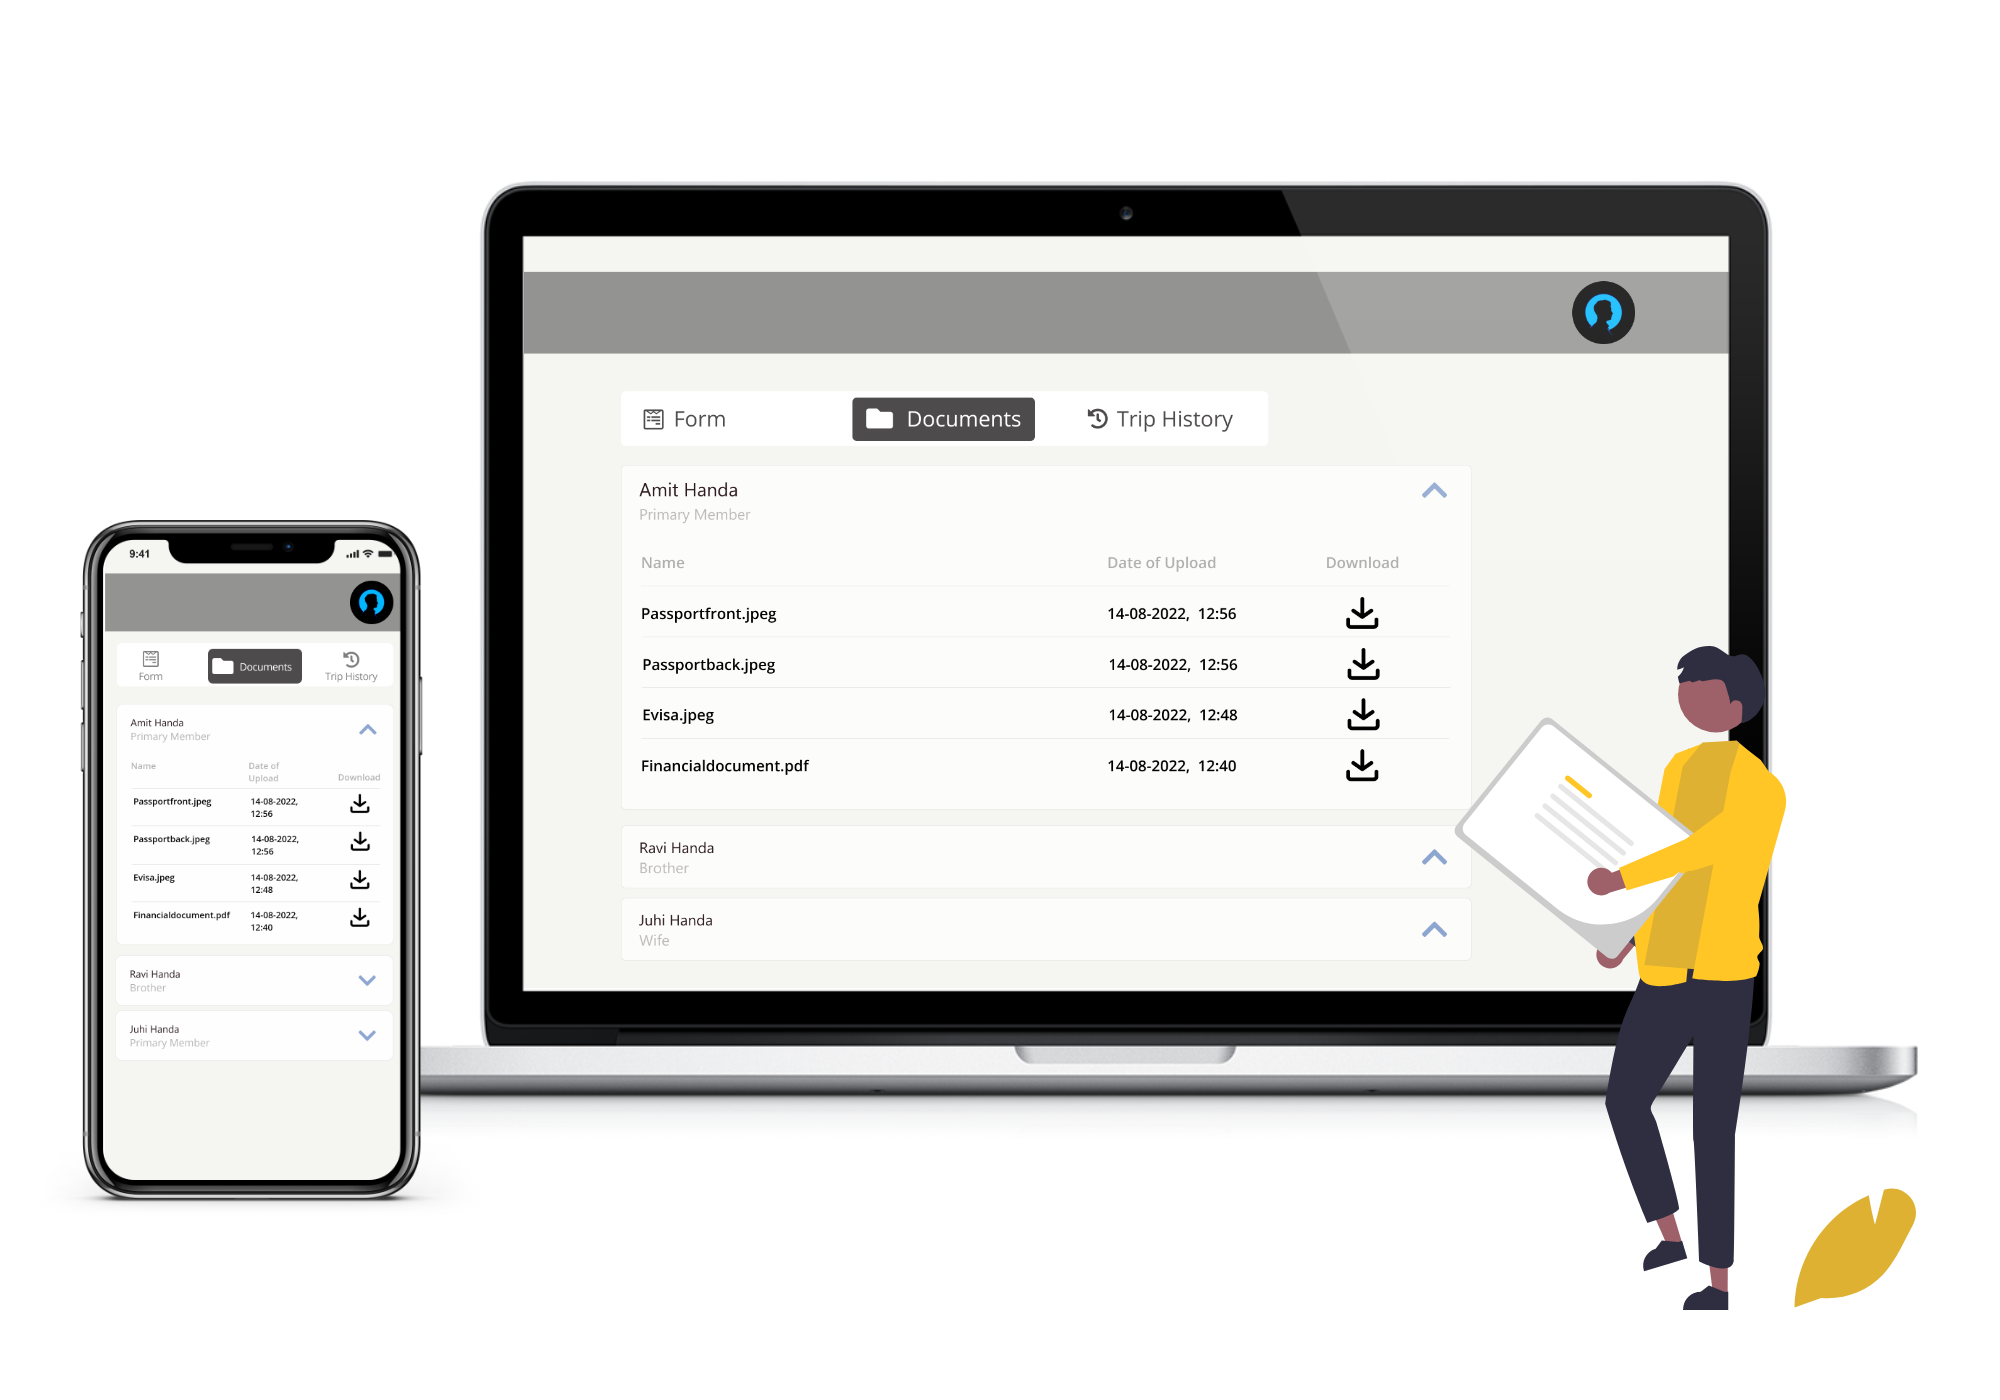 9:41
Form
Documents
Trip History
Amit Handa
Primary Member
Name
Date of
Upload
Download
Passportfront.jpeg
14-08-2022,
12:56
Passportback.jpeg
14-08-2022,
12:56
Evisa.jpeg
14-08-2022,
12:48
Financialdocument.pdf
14-08-2022,
12:40
Ravi Handa
Brother
Juhi Handa
Primary Member
Form
Documents
Trip History
Amit Handa
Primary Member
Name Date of Upload Download
Passportfront.jpeg 14-08-2022, 12:56
Passportback.jpeg 14-08-2022, 12:56
Evisa.jpeg 14-08-2022, 12:48
Financialdocument.pdf 14-08-2022, 12:40
Ravi Handa
Brother
Juhi Handa
Wife